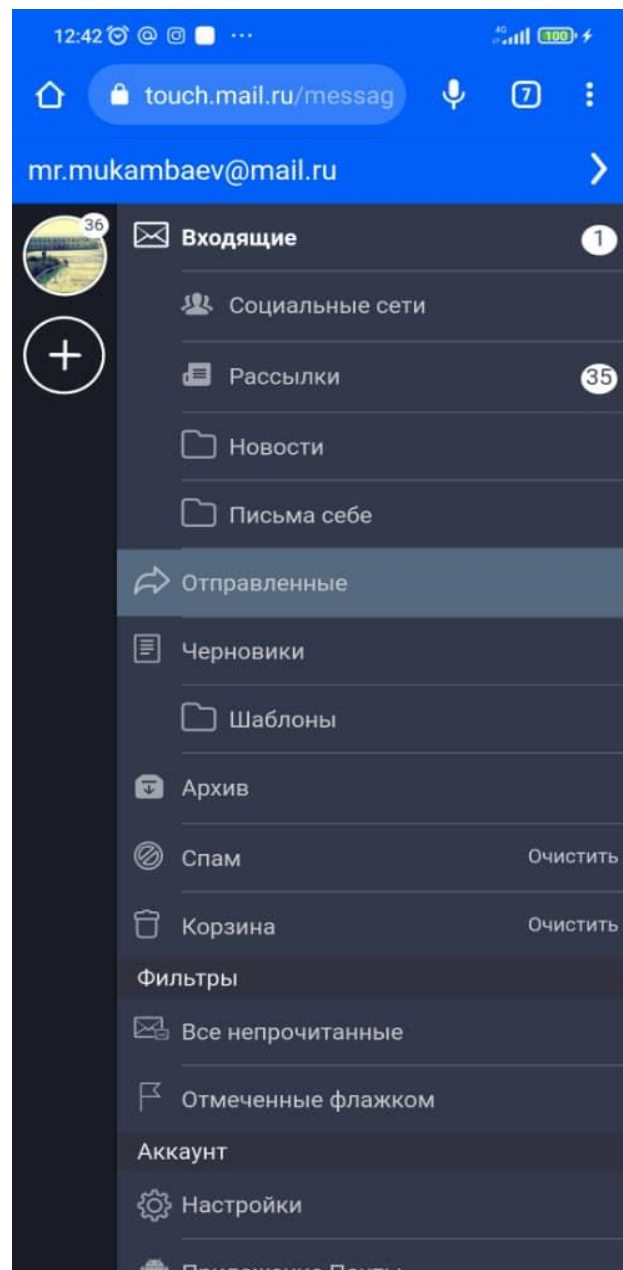 12:42
4G
100
touch.mail.ru/messag
7
mr.mukambaev@mail.ru
36
Входящие 1
Социальные сети
Рассылки 35
Новости
Письма себе
Отправленные
Черновики
Шаблоны
Архив
Спам Очистить
Корзина Очистить
Фильтры
Все непрочитанные
Отмеченные флажком
Аккаунт
Настройки
Приложение Почты